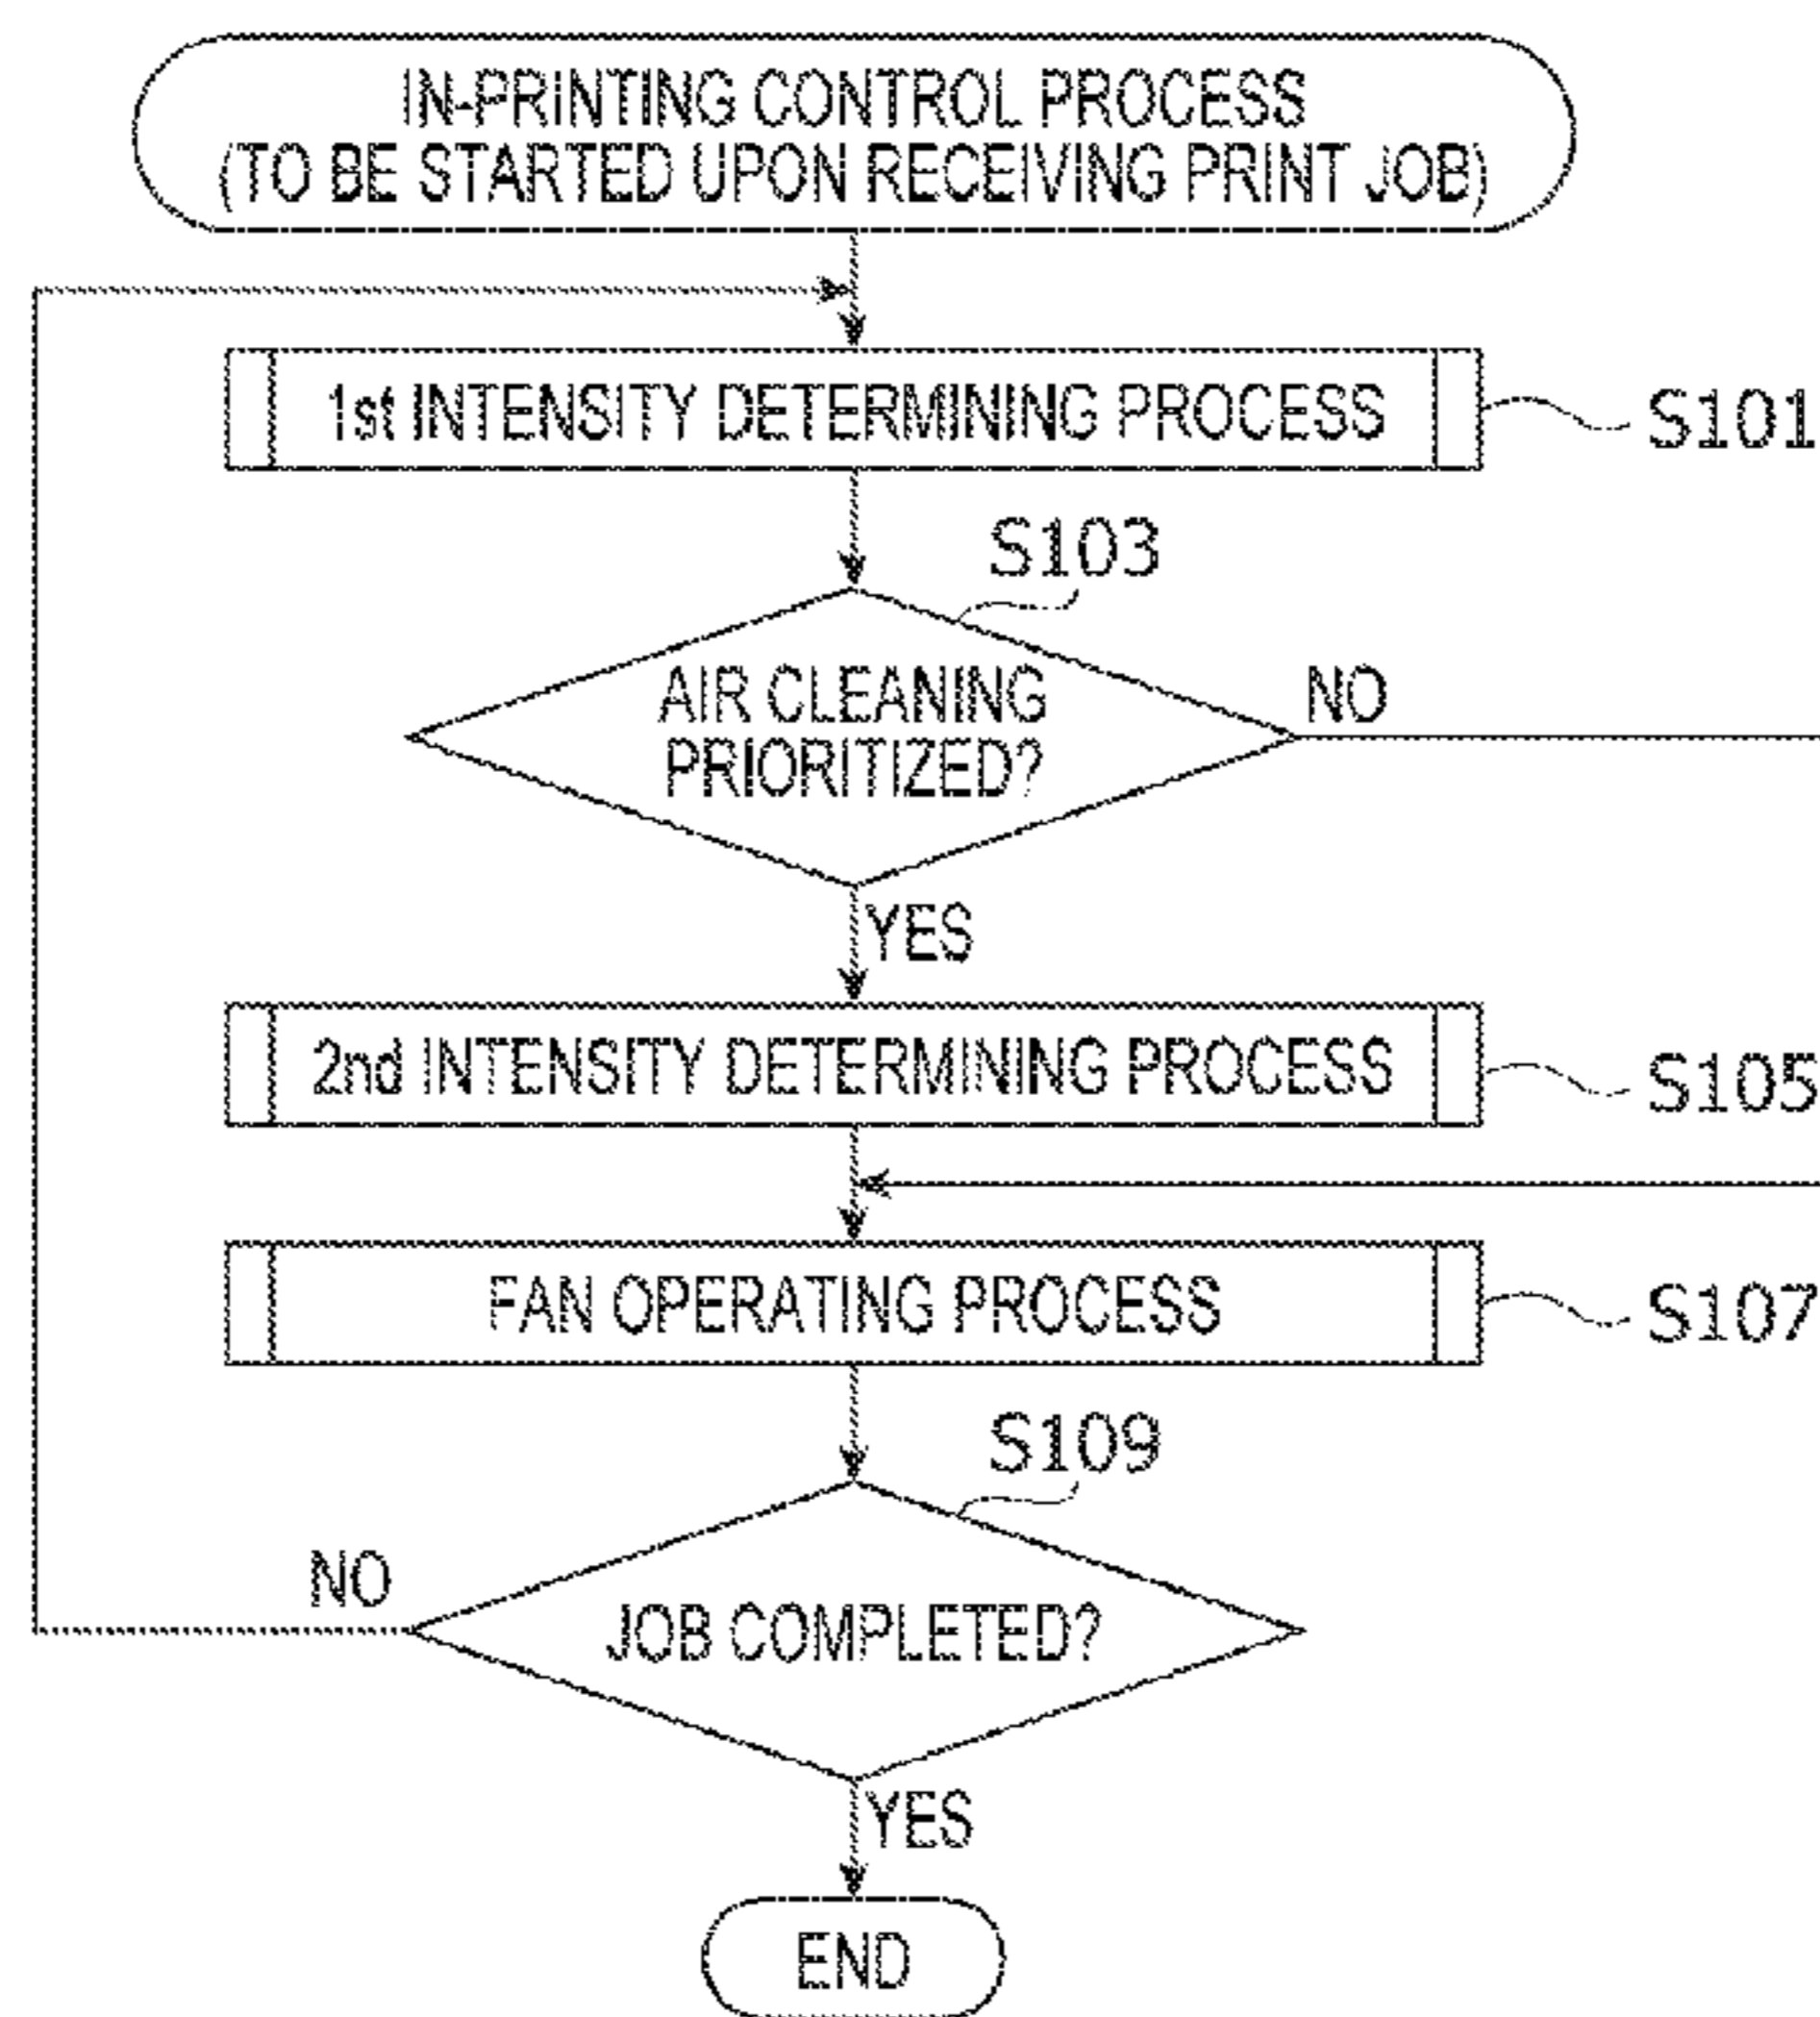 IN-PRINTING CONTROL PROCESS
(TO BE STARTED UPON RECEIVING PRINT JOB)
1st INTENSITY DETERMINING PROCESS
S101
S103
AIR CLEANING
PRIORITIZED?
NO
YES
2nd INTENSITY DETERMINING PROCESS
S105
FAN OPERATING PROCESS
S107
S109
NO
JOB COMPLETED?
YES
END